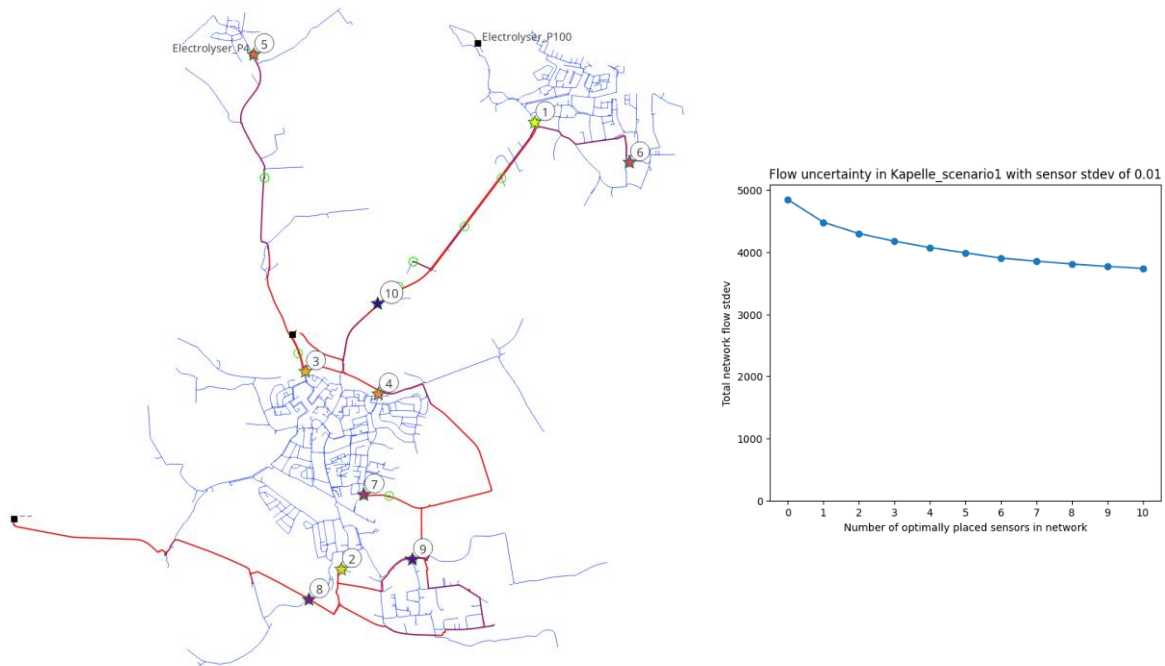 Electrolyser_P4
5
Electrolyser_P100
1
6
10
3
4
7
2
9
8
Flow uncertainty in Kapelle_scenario1 with sensor stdev of 0.01
5000
4000
3000
2000
1000
0
Total network flow stdev
0 1 2 3 4 5 6 7 8 9 10
Number of optimally placed sensors in network